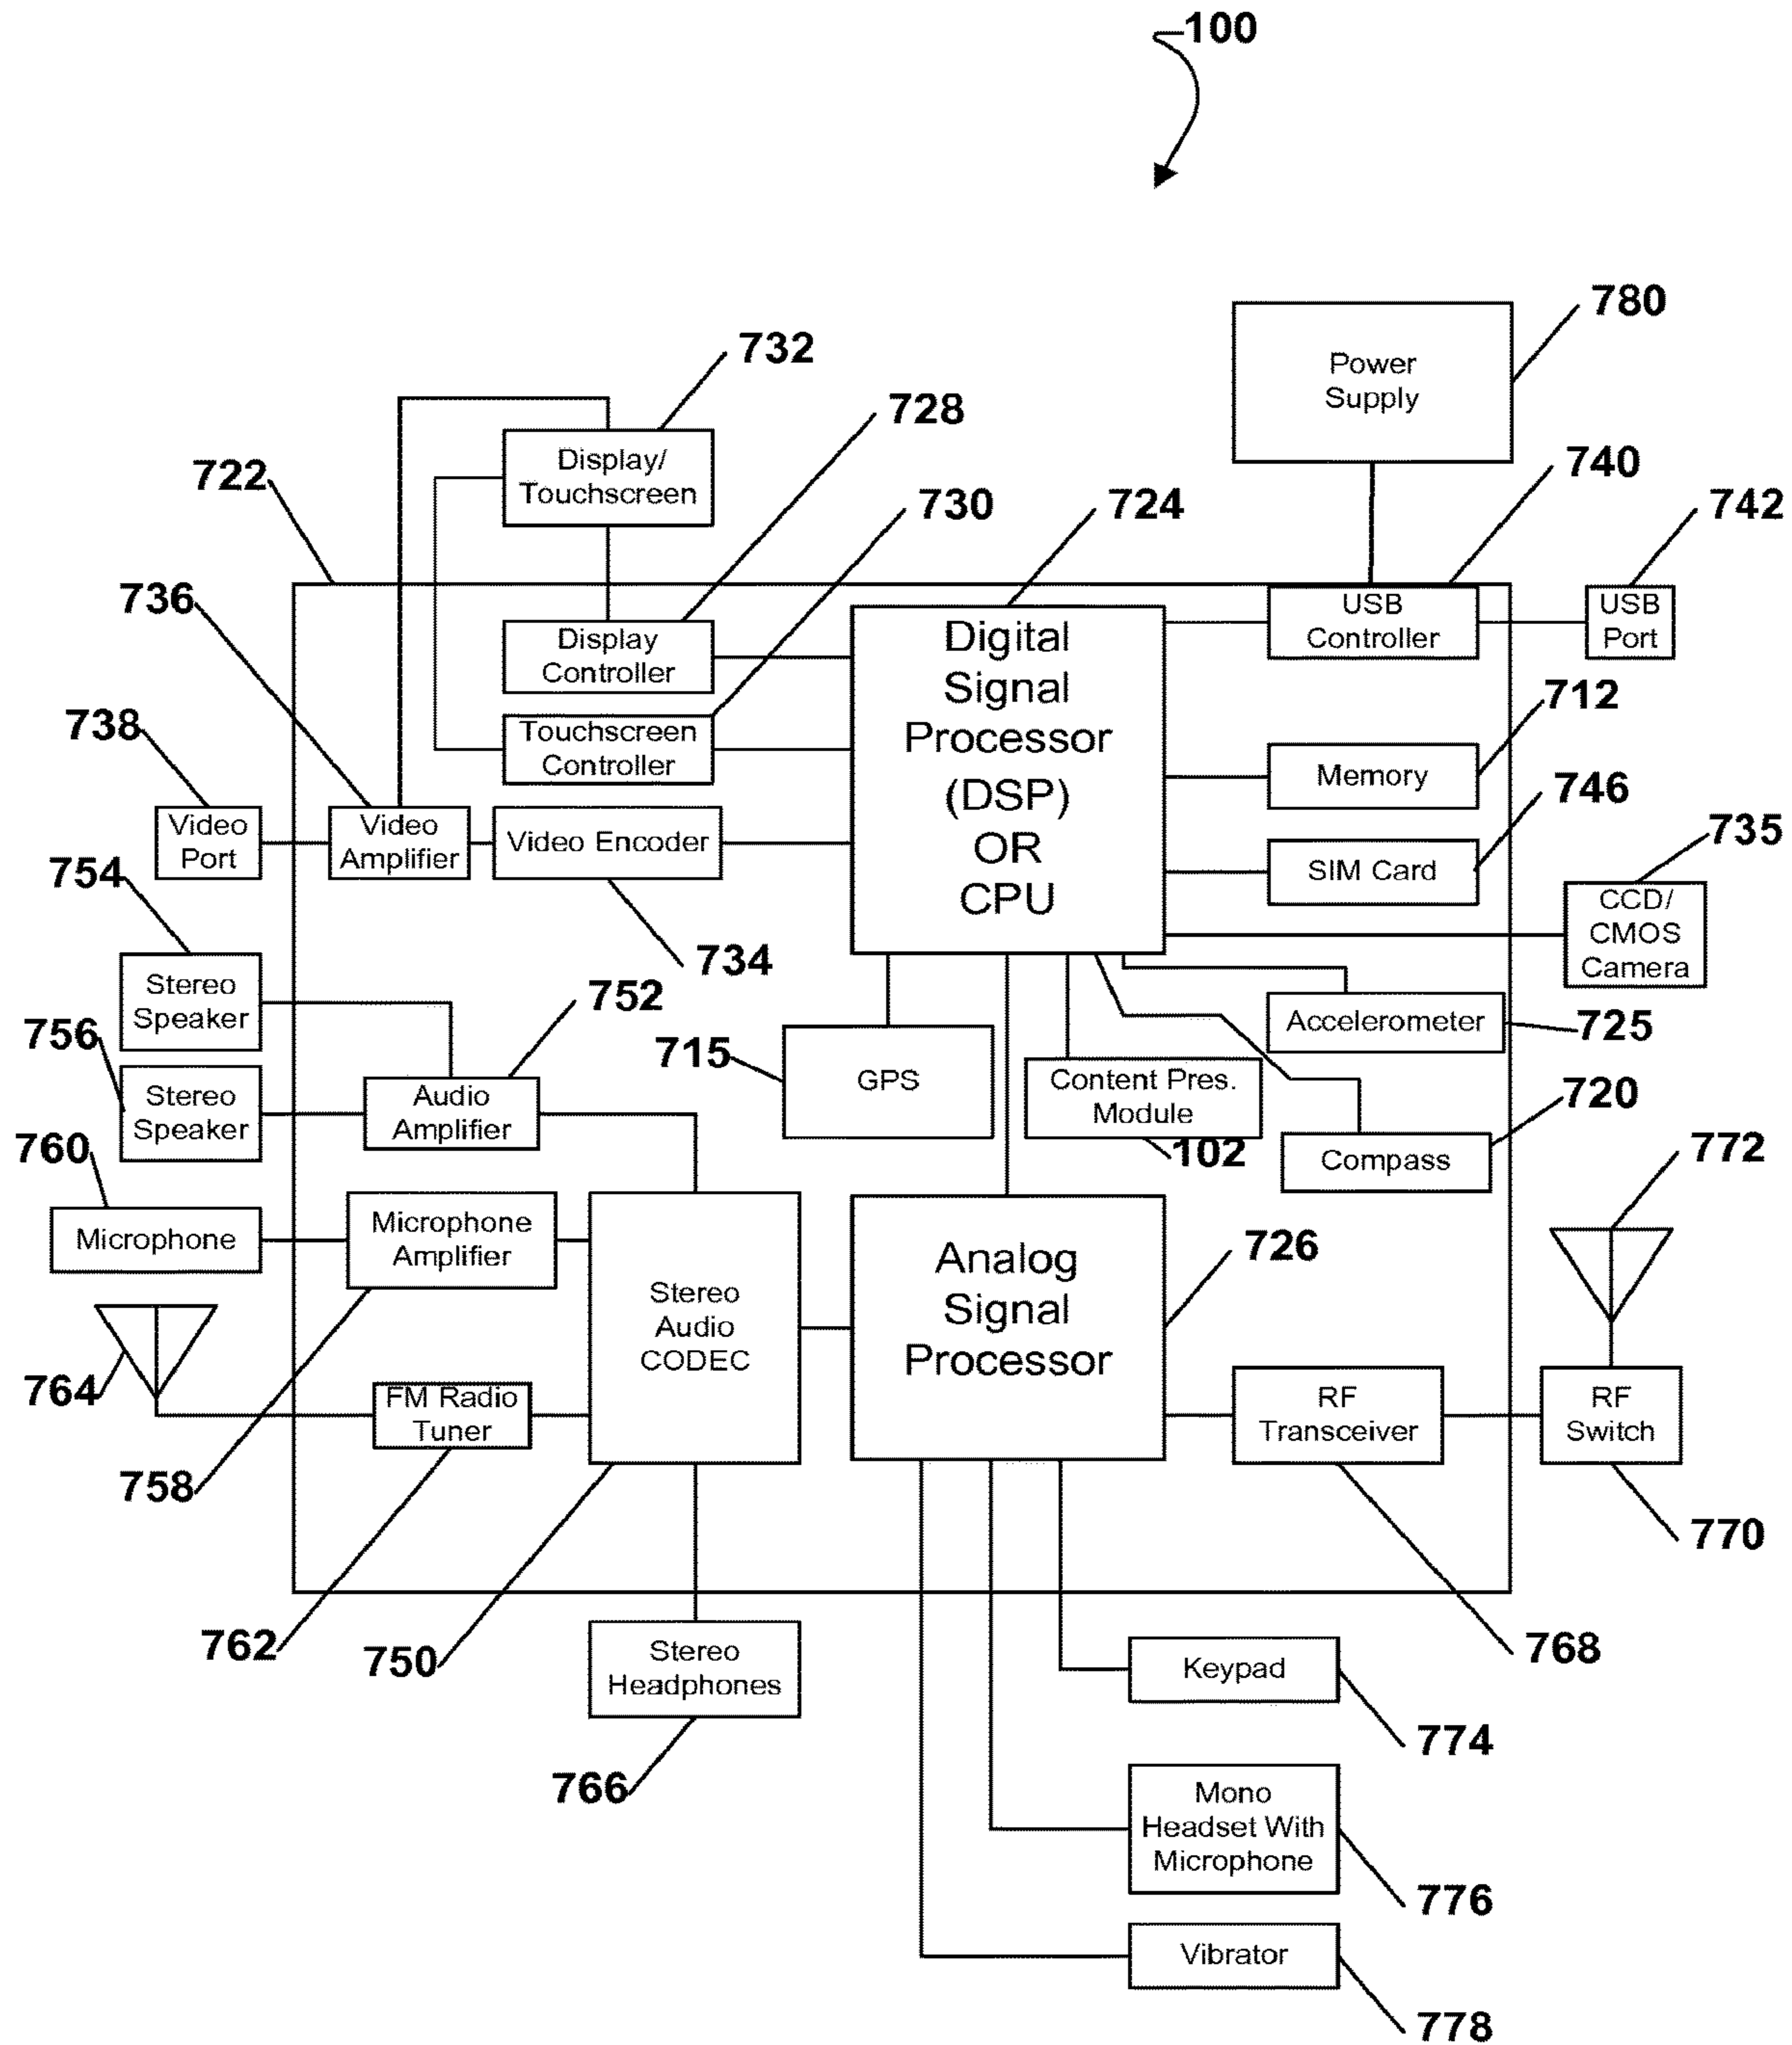 100
780
Power
Supply
732
728
Display/
Touchscreen
722
740
730
724
742
736
USB
Controller
USB
Port
Display
Controller
Digital
Signal
Processor
(DSP)
OR
CPU
712
738
Touchscreen
Controller
Memory
746
Video
Port
Video
Amplifier
Video Encoder
735
754
SIM Card
CCD/
CMOS
Camera
734
Stereo
Speaker
752
Accelerometer
725
756
715
GPS
Content Pres.
Module
720
Stereo
Speaker
Audio
Amplifier
102
Compass
772
760
Microphone
Microphone
Amplifier
Stereo
Audio
CODEC
Analog
Signal
Processor
726
764
FM Radio
Tuner
RF
Transceiver
RF
Switch
758
770
762
750
Stereo
Headphones
Keypad
768
774
766
Mono
Headset With
Microphone
776
Vibrator
778